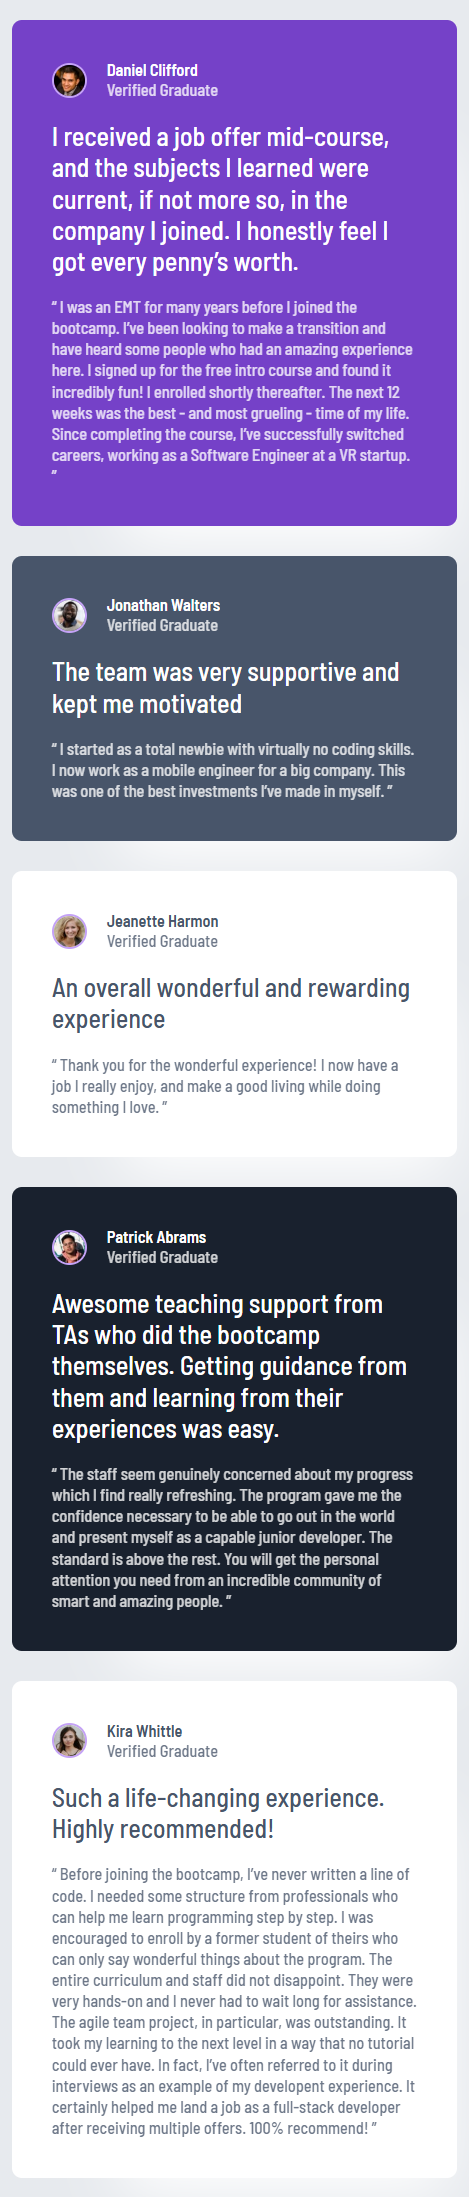 Daniel Clifford
Verified Graduate
I received a job offer mid-course,
and the subjects I learned were
current, if not more so, in the
company I joined. I honestly feel I
got every penny’s worth.
“ I was an EMT for many years before I joined the
bootcamp. I’ve been looking to make a transition and
have heard some people who had an amazing experience
here. I signed up for the free intro course and found it
incredibly fun! I enrolled shortly thereafter. The next 12
weeks was the best - and most grueling - time of my life.
Since completing the course, I’ve successfully switched
careers, working as a Software Engineer at a VR startup.
”
Jonathan Walters
Verified Graduate
The team was very supportive and
kept me motivated
“ I started as a total newbie with virtually no coding skills.
I now work as a mobile engineer for a big company. This
was one of the best investments I’ve made in myself. ”
Jeanette Harmon
Verified Graduate
An overall wonderful and rewarding
experience
“ Thank you for the wonderful experience! I now have a
job I really enjoy, and make a good living while doing
something I love. ”
Patrick Abrams
Verified Graduate
Awesome teaching support from
TAs who did the bootcamp
themselves. Getting guidance from
them and learning from their
experiences was easy.
“ The staff seem genuinely concerned about my progress
which I find really refreshing. The program gave me the
confidence necessary to be able to go out in the world
and present myself as a capable junior developer. The
standard is above the rest. You will get the personal
attention you need from an incredible community of
smart and amazing people. ”
Kira Whittle
Verified Graduate
Such a life-changing experience.
Highly recommended!
“ Before joining the bootcamp, I’ve never written a line of
code. I needed some structure from professionals who
can help me learn programming step by step. I was
encouraged to enroll by a former student of theirs who
can only say wonderful things about the program. The
entire curriculum and staff did not disappoint. They were
very hands-on and I never had to wait long for assistance.
The agile team project, in particular, was outstanding. It
took my learning to the next level in a way that no tutorial
could ever have. In fact, I’ve often referred to it during
interviews as an example of my developent experience. It
certainly helped me land a job as a full-stack developer
after receiving multiple offers. 100% recommend! ”